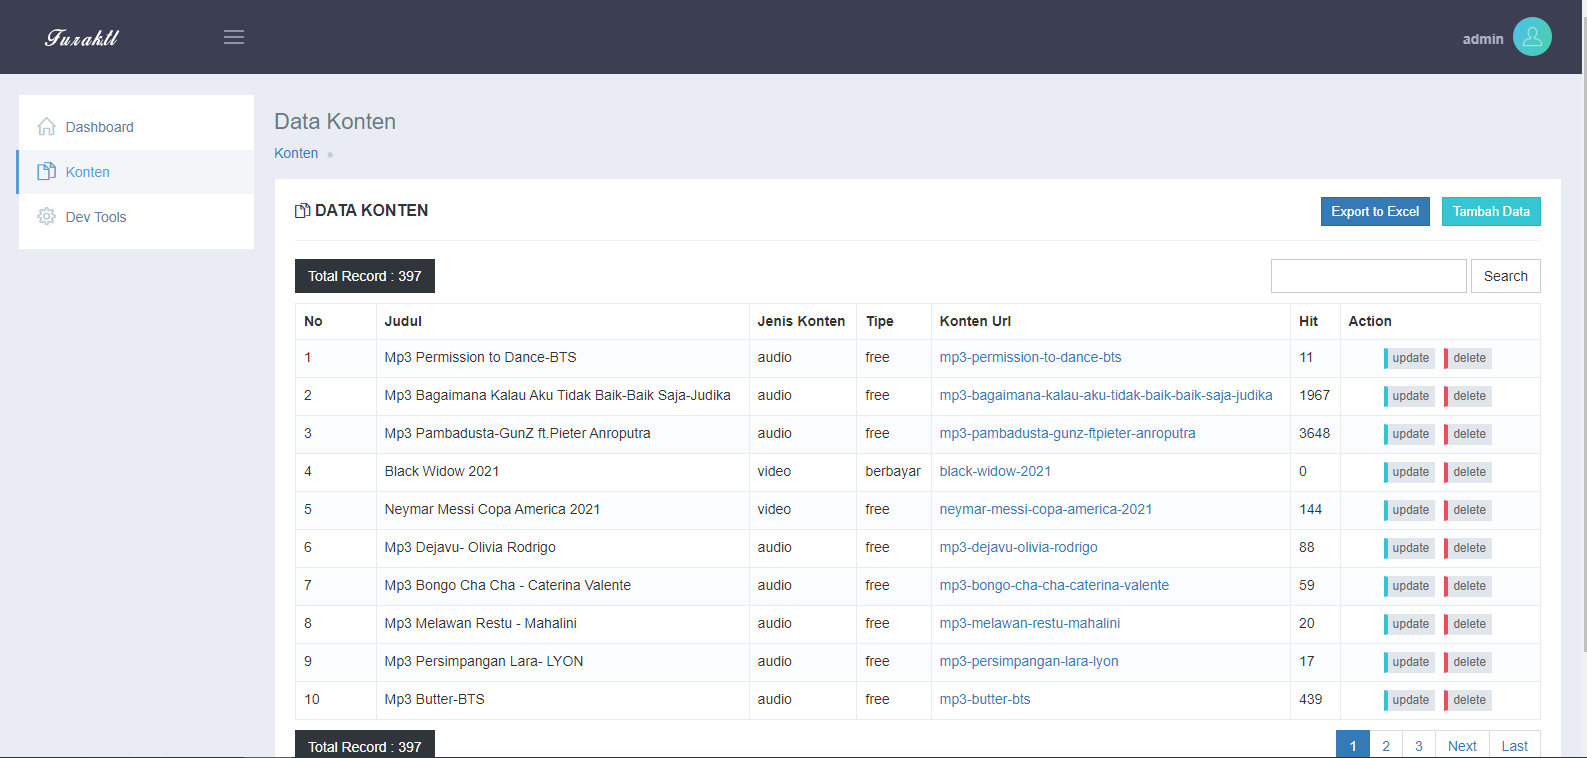 Furakll
admin
Dashboard
Konten
Dev Tools
Data Konten
Konten
DATA KONTEN
Export to Excel Tambah Data
Total Record : 397
Search
No Judul Jenis Konten Tipe Konten Url Hit Action
1 Mp3 Permission to Dance-BTS audio free mp3-permission-to-dance-bts 11 update delete
2 Mp3 Bagaimana Kalau Aku Tidak Baik-Baik Saja-Judika audio free mp3-bagaimana-kalau-aku-tidak-baik-baik-saja-judika 1967 update delete
3 Mp3 Pambadusta-GunZ ft.Pieter Anroputra audio free mp3-pambadusta-gunz-ftpieter-anroputra 3648 update delete
4 Black Widow 2021 video berbayar black-widow-2021 0 update delete
5 Neymar Messi Copa America 2021 video free neymar-messi-copa-america-2021 144 update delete
6 Mp3 Dejavu- Olivia Rodrigo audio free mp3-dejavu-olivia-rodrigo 88 update delete
7 Mp3 Bongo Cha Cha - Caterina Valente audio free mp3-bongo-cha-cha-caterina-valente 59 update delete
8 Mp3 Melawan Restu - Mahalini audio free mp3-melawan-restu-mahalini 20 update delete
9 Mp3 Persimpangan Lara- LYON audio free mp3-persimpangan-lara-lyon 17 update delete
10 Mp3 Butter-BTS audio free mp3-butter-bts 439 update delete
Total Record : 397
1 2 3 Next Last